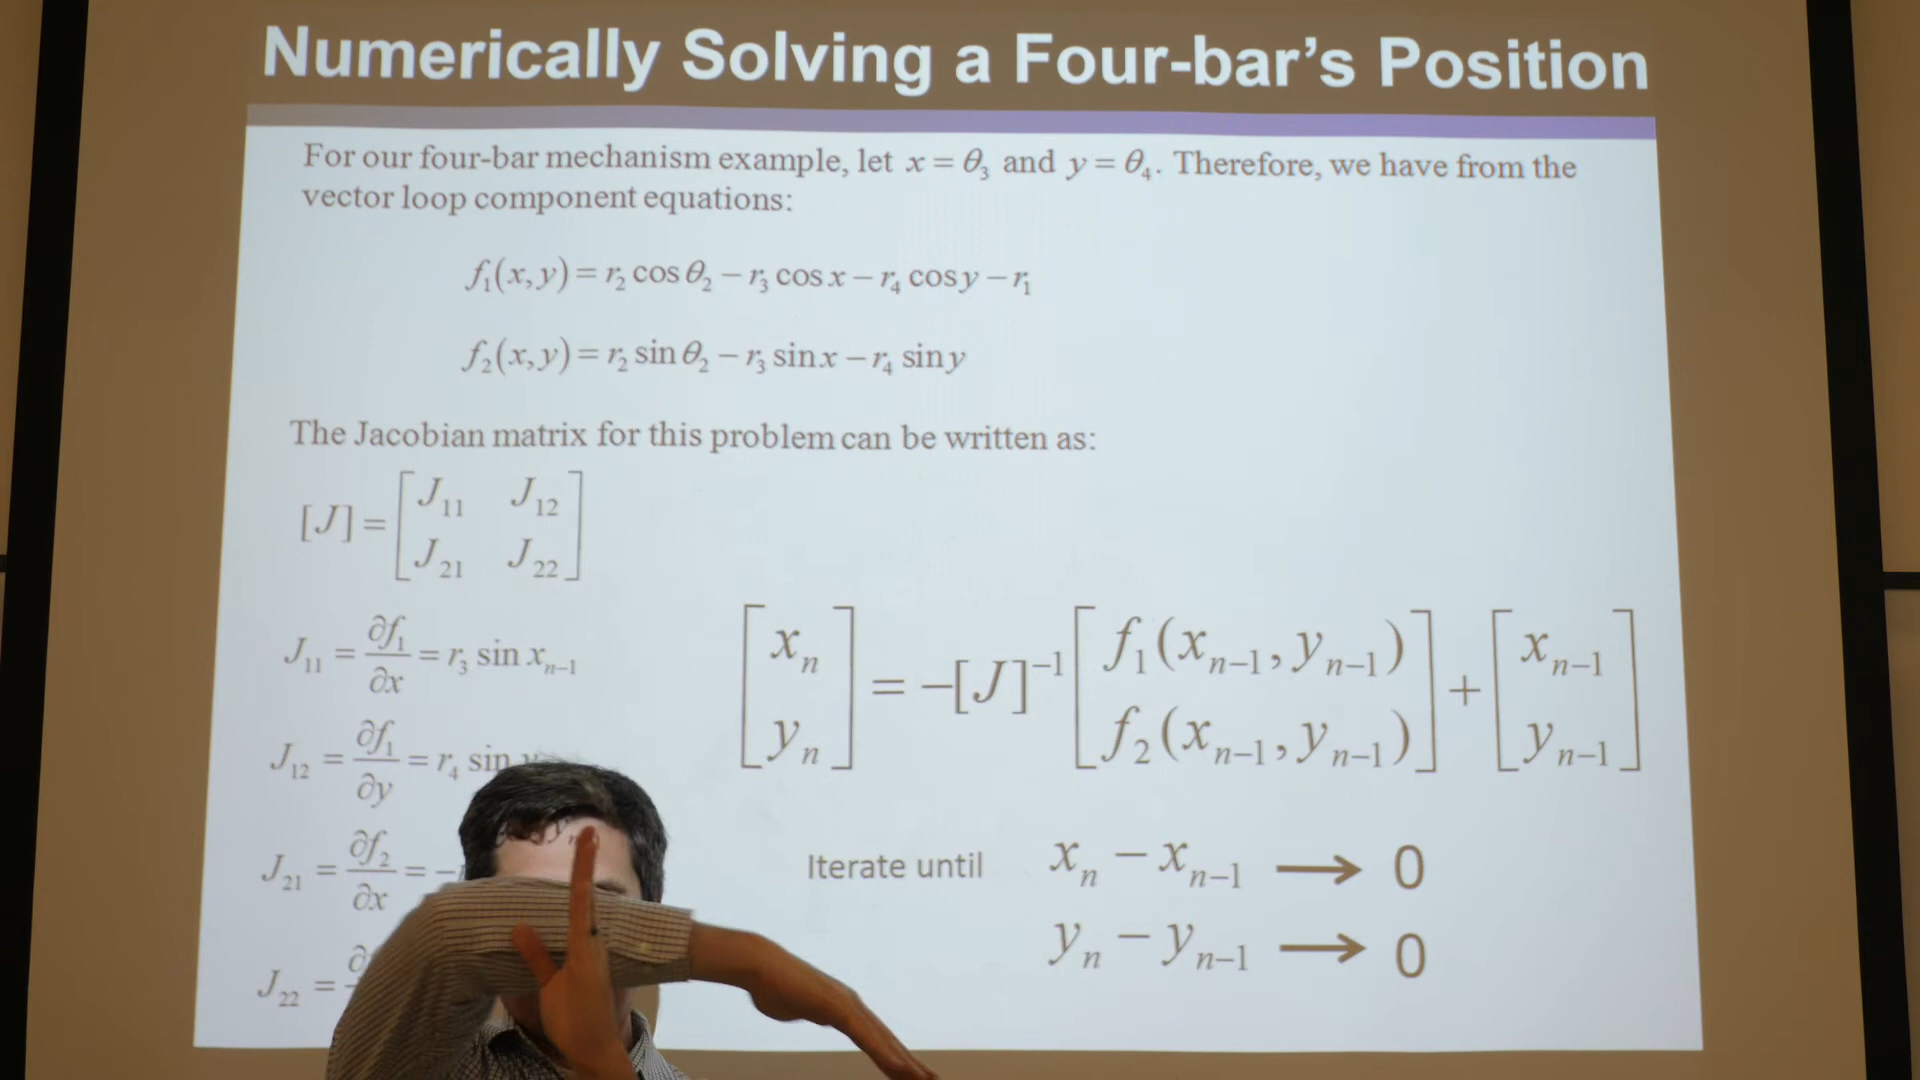 Numerically Solving a Four-bar's Position
For our four-bar mechanism example, let x = θ₃ and y = θ₄. Therefore, we have from the
vector loop component equations:
f₁(x,y) = r₂ cos θ₂ − r₃ cos x − r₄ cos y − r₁
f₂(x,y) = r₂ sin θ₂ − r₃ sin x − r₄ sin y
The Jacobian matrix for this problem can be written as:
[J] = [J₁₁ J₁₂
J₂₁ J₂₂]
J₁₁ = ∂f₁/∂x = r₃ sin xₙ₋₁
J₁₂ = ∂f₁/∂y = r₄ sin
J₂₁ = ∂f₂/∂x = −
J₂₂ =
[xₙ yₙ] = −[J]⁻¹ [f₁(xₙ₋₁, yₙ₋₁) f₂(xₙ₋₁, yₙ₋₁)] + [xₙ₋₁ yₙ₋₁]
Iterate until xₙ − xₙ₋₁ → 0
yₙ − yₙ₋₁ → 0